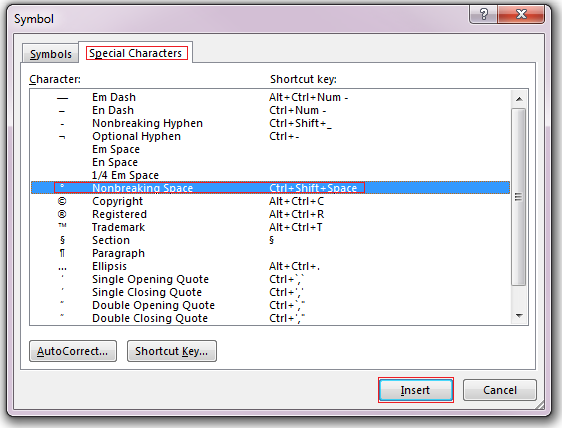 Symbol
Symbols Special Characters
Character: Shortcut key:
— Em Dash Alt+Ctrl+Num -
– En Dash Ctrl+Num -
- Nonbreaking Hyphen Ctrl+Shift+_
¬ Optional Hyphen Ctrl+-
Em Space
En Space
1/4 Em Space
° Nonbreaking Space Ctrl+Shift+Space
© Copyright Alt+Ctrl+C
® Registered Alt+Ctrl+R
™ Trademark Alt+Ctrl+T
§ Section §
¶ Paragraph
… Ellipsis Alt+Ctrl+.
‘ Single Opening Quote Ctrl+`,`
’ Single Closing Quote Ctrl+','
“ Double Opening Quote Ctrl+`,"
” Double Closing Quote Ctrl+',"
AutoCorrect... Shortcut Key...
Insert Cancel